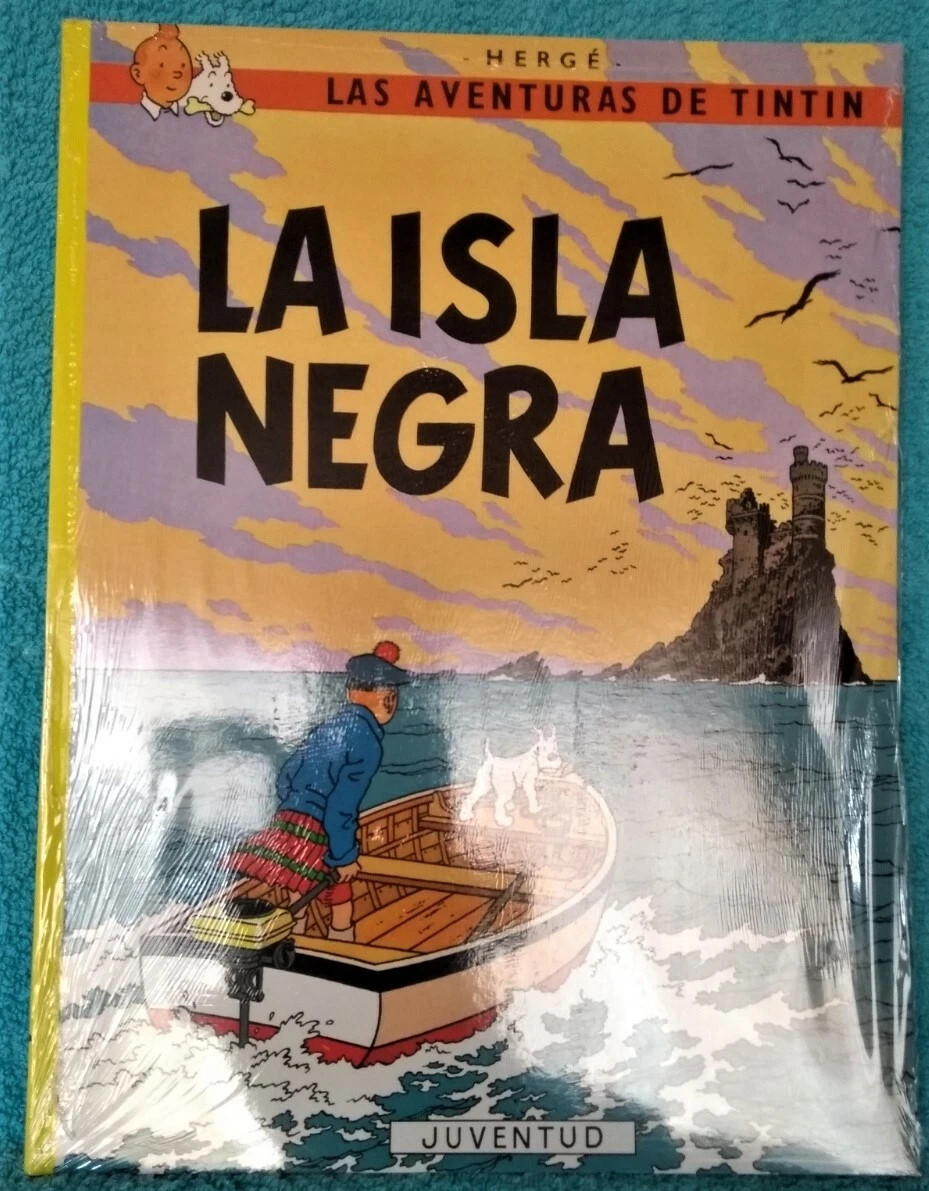 HERGÉ
LAS AVENTURAS DE TINTIN
LA ISLA
NEGRA
JUVENTUD